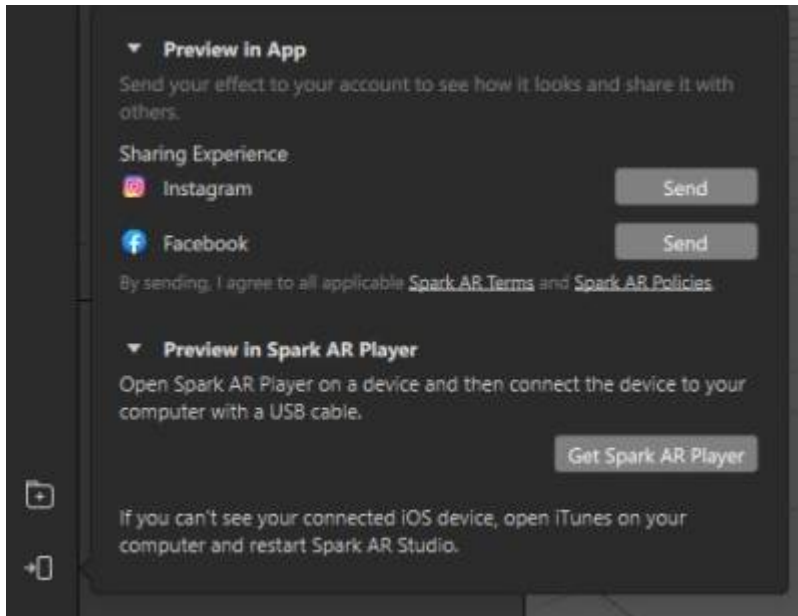 Preview in App
Send your effect to your account to see how it looks and share it with
others.
Sharing Experience
Instagram
Send
Facebook
Send
By sending, I agree to all applicable Spark AR Terms and Spark AR Policies
Preview in Spark AR Player
Open Spark AR Player on a device and then connect the device to your
computer with a USB cable.
Get Spark AR Player
If you can't see your connected iOS device, open iTunes on your
computer and restart Spark AR Studio.